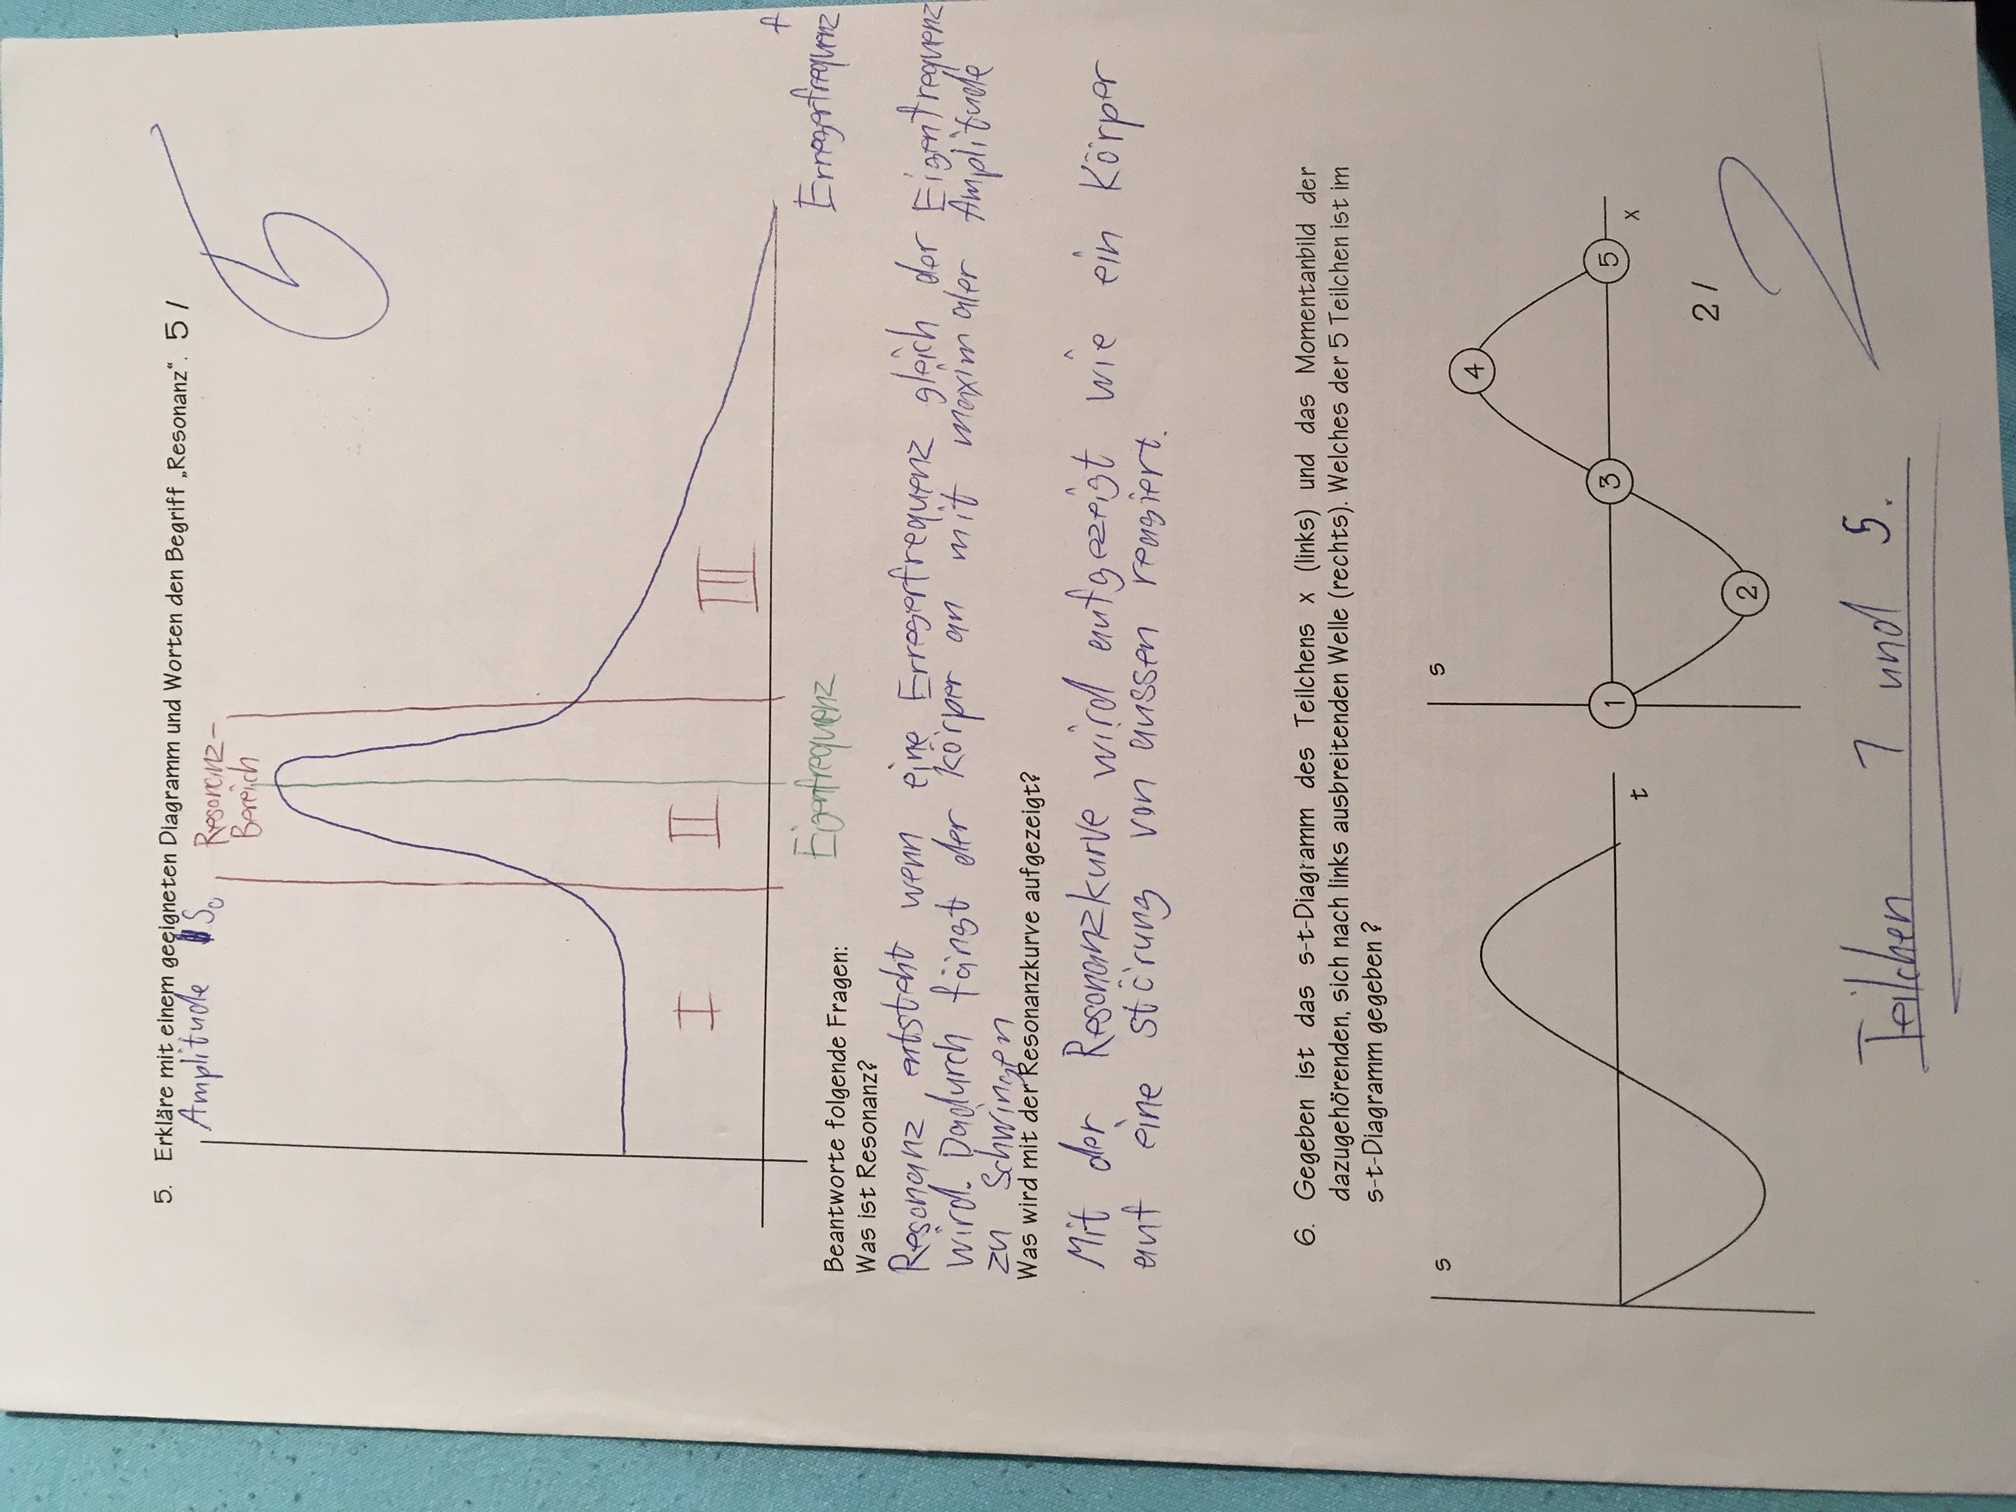 5. Erkläre mit einem geeigneten Diagramm und Worten den Begriff „Resonanz“. 5 /
5
Amplitude S₀
Resonanz-
Bereich
I
II
III
f
Eigenfrequenz
Erregerfrequenz
Beantworte folgende Fragen:
Was ist Resonanz?
Resonanz entsteht wenn eine Erregerfrequenz gleich der Eigenfrequenz
wird. Dadurch fängt der Körper an mit maximaler Amplitude
zu Schwingen
Was wird mit der Resonanzkurve aufgezeigt?
Mit der Resonanzkurve wird aufgezeigt wie ein Körper
auf eine störung von aussen reagiert.
6. Gegeben ist das s-t-Diagramm des Teilchens x (links) und das Momentanbild der
dazugehörenden, sich nach links ausbreitenden Welle (rechts). Welches der 5 Teilchen ist im
s-t-Diagramm gegeben ?
s
t
s
4
1
3
5
x
2
2 /
2
Teilchen 1 und 5.